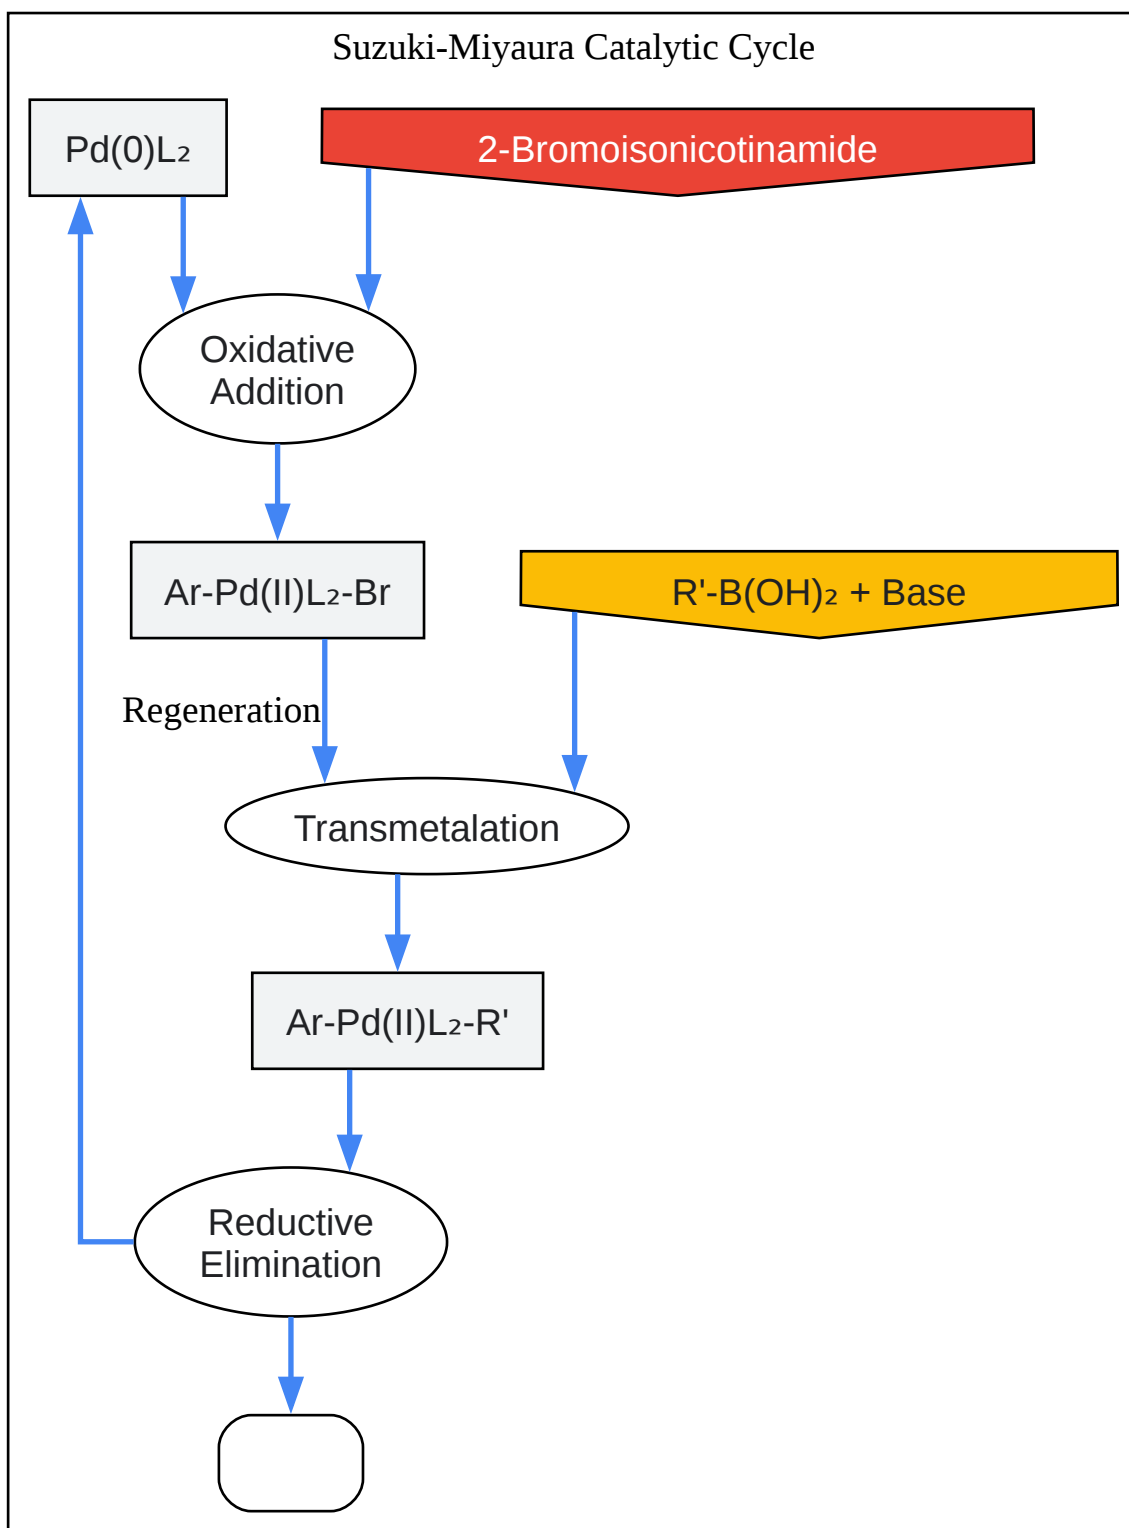 Suzuki-Miyaura Catalytic Cycle
Pd(0)L₂
2-Bromoisonicotinamide
Oxidative
Addition
Ar-Pd(II)L₂-Br
R'-B(OH)₂ + Base
Regeneration
Transmetalation
Ar-Pd(II)L₂-R'
Reductive
Elimination